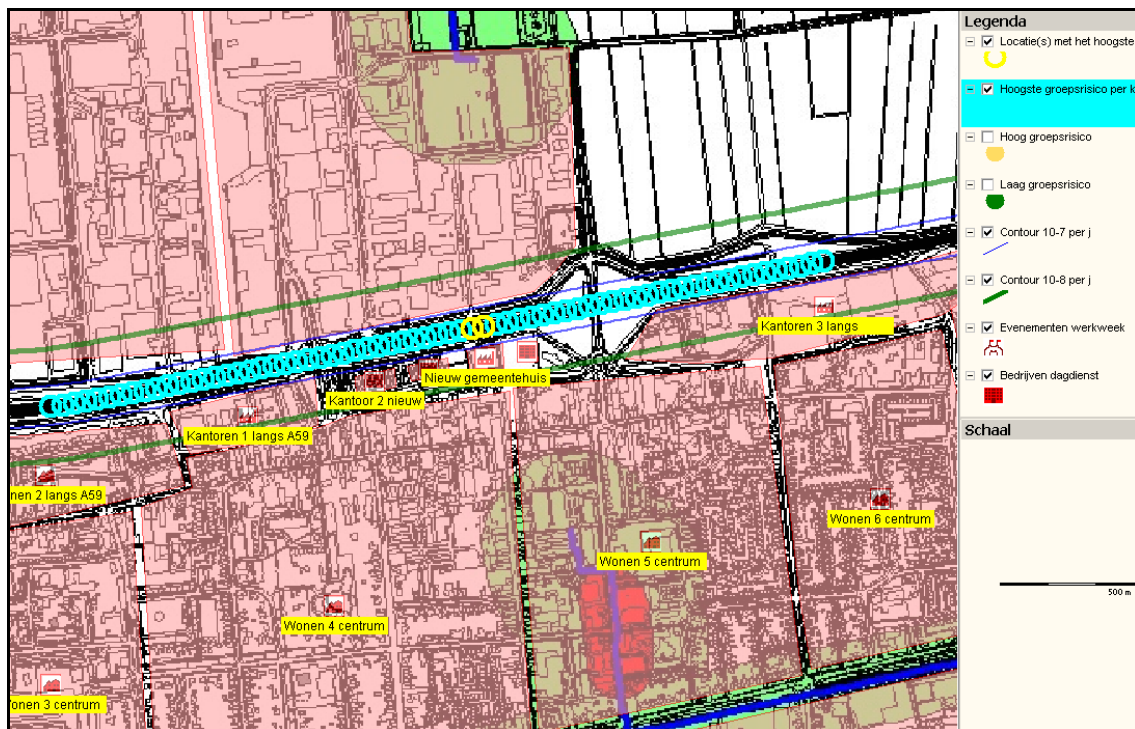 Legenda
Locatie(s) met het hoogste
Hoogste groepsrisico per k
Hoog groepsrisico
Laag groepsrisico
Contour 10-7 per j
Contour 10-8 per j
Evenementen werkweek
Bedrijven dagdienst
Schaal
500 m
Kantoren 3 langs
Nieuw gemeentehuis
Kantoor 2 nieuw
Kantoren 1 langs A59
nen 2 langs A59
Wonen 6 centrum
Wonen 5 centrum
Wonen 4 centrum
onen 3 centrum